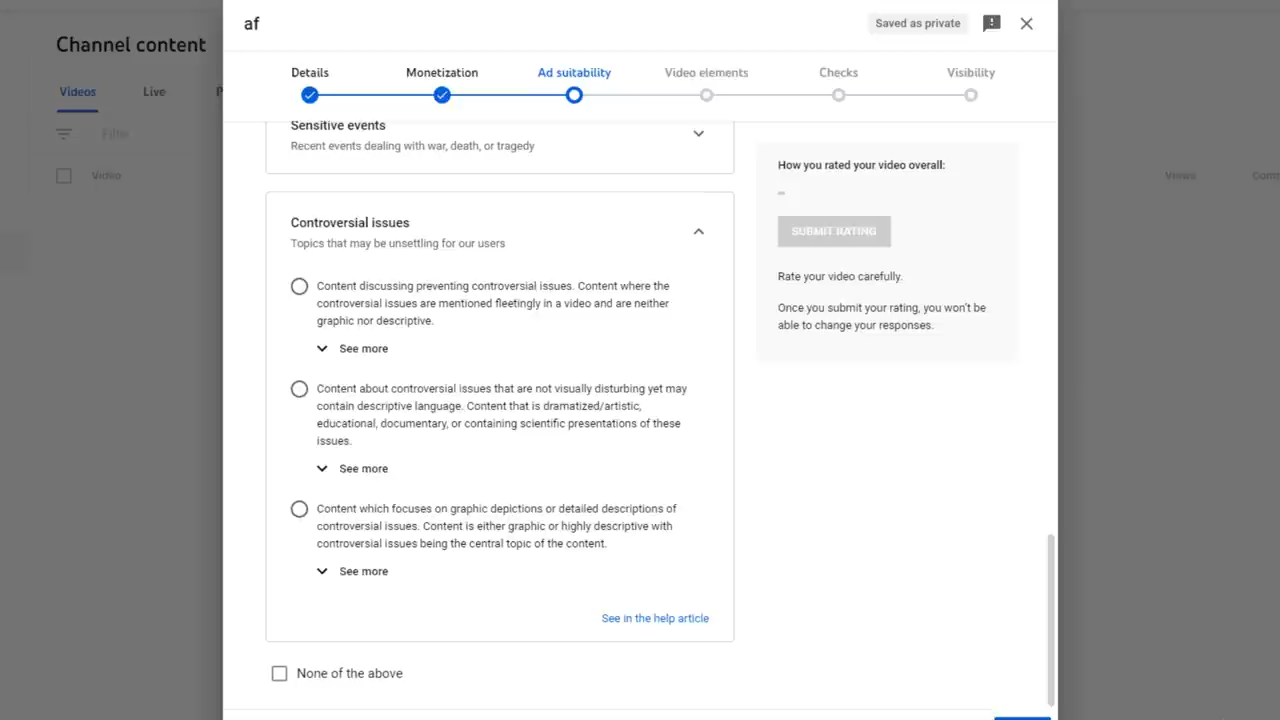 af
Saved as private
Channel content
Details
Monetization
Ad suitability
Video elements
Checks
Visibility
Videos
Live
P
Filter
Video
Views
Com
Sensitive events
Recent events dealing with war, death, or tragedy
Controversial issues
Topics that may be unsettling for our users
Content discussing preventing controversial issues. Content where the
controversial issues are mentioned fleetingly in a video and are neither
graphic nor descriptive.
See more
Content about controversial issues that are not visually disturbing yet may
contain descriptive language. Content that is dramatized/artistic,
educational, documentary, or containing scientific presentations of these
issues.
See more
Content which focuses on graphic depictions or detailed descriptions of
controversial issues. Content is either graphic or highly descriptive with
controversial issues being the central topic of the content.
See more
See in the help article
None of the above
How you rated your video overall:
–
SUBMIT RATING
Rate your video carefully.
Once you submit your rating, you won't be
able to change your responses.